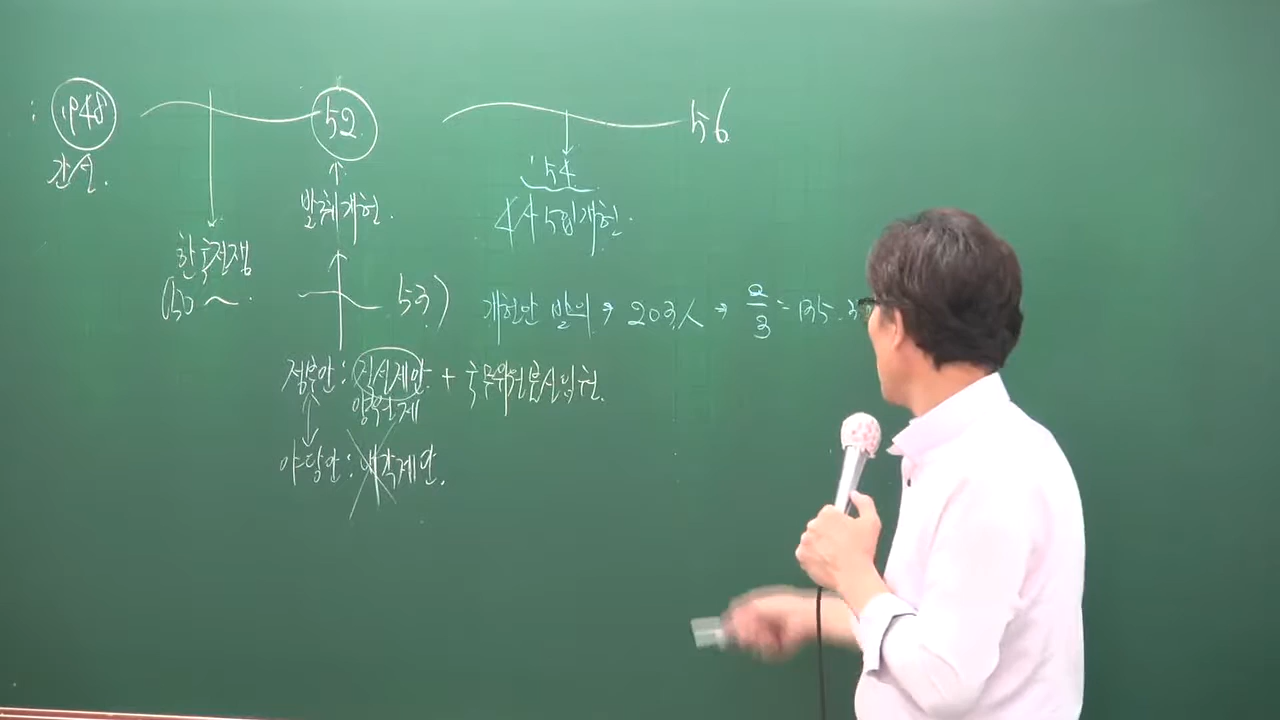 : 1948 52. 56
간선.
'54
발췌개헌.
44사5입개헌.
한국전쟁
(50 ~ 53)
개헌안 발의 → 203人 → 2/3 = 135.3
정부안 : 직선제안 + 국무위원불신임권.
양원제
야당안 : 내각제안.